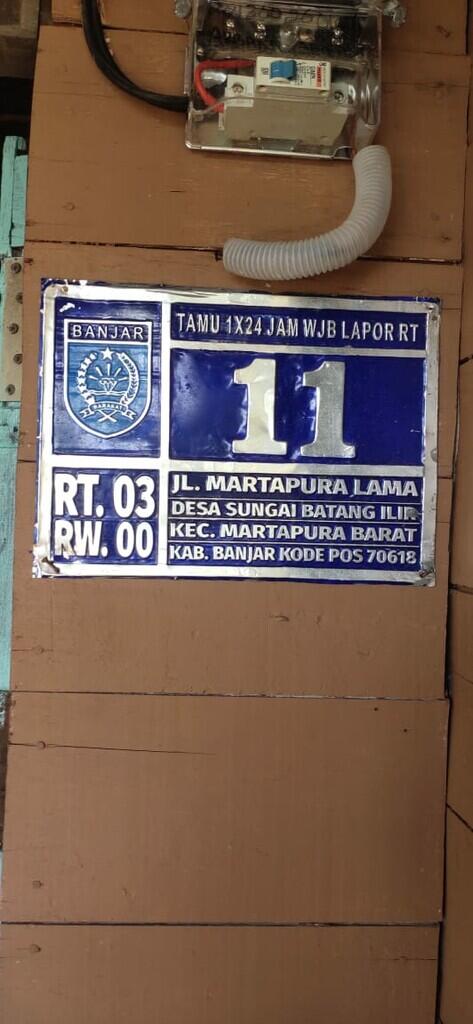 BANJAR
BARAKAT
TAMU 1X24 JAM WJB LAPOR RT
11
RT. 03
RW. 00
JL. MARTAPURA LAMA
DESA SUNGAI BATANG ILIR
KEC. MARTAPURA BARAT
KAB. BANJAR KODE POS 70618